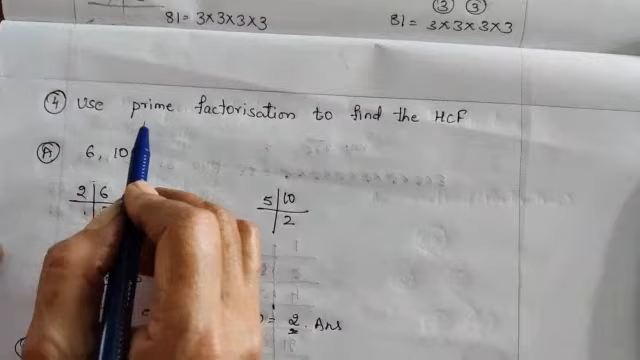 81 = 3×3×3×3
③ ③
81 = 3×3×3×3
④ Use prime factorisation to find the HCF
Ⓐ 6, 10
2 6
5 10
2
= 2. Ans